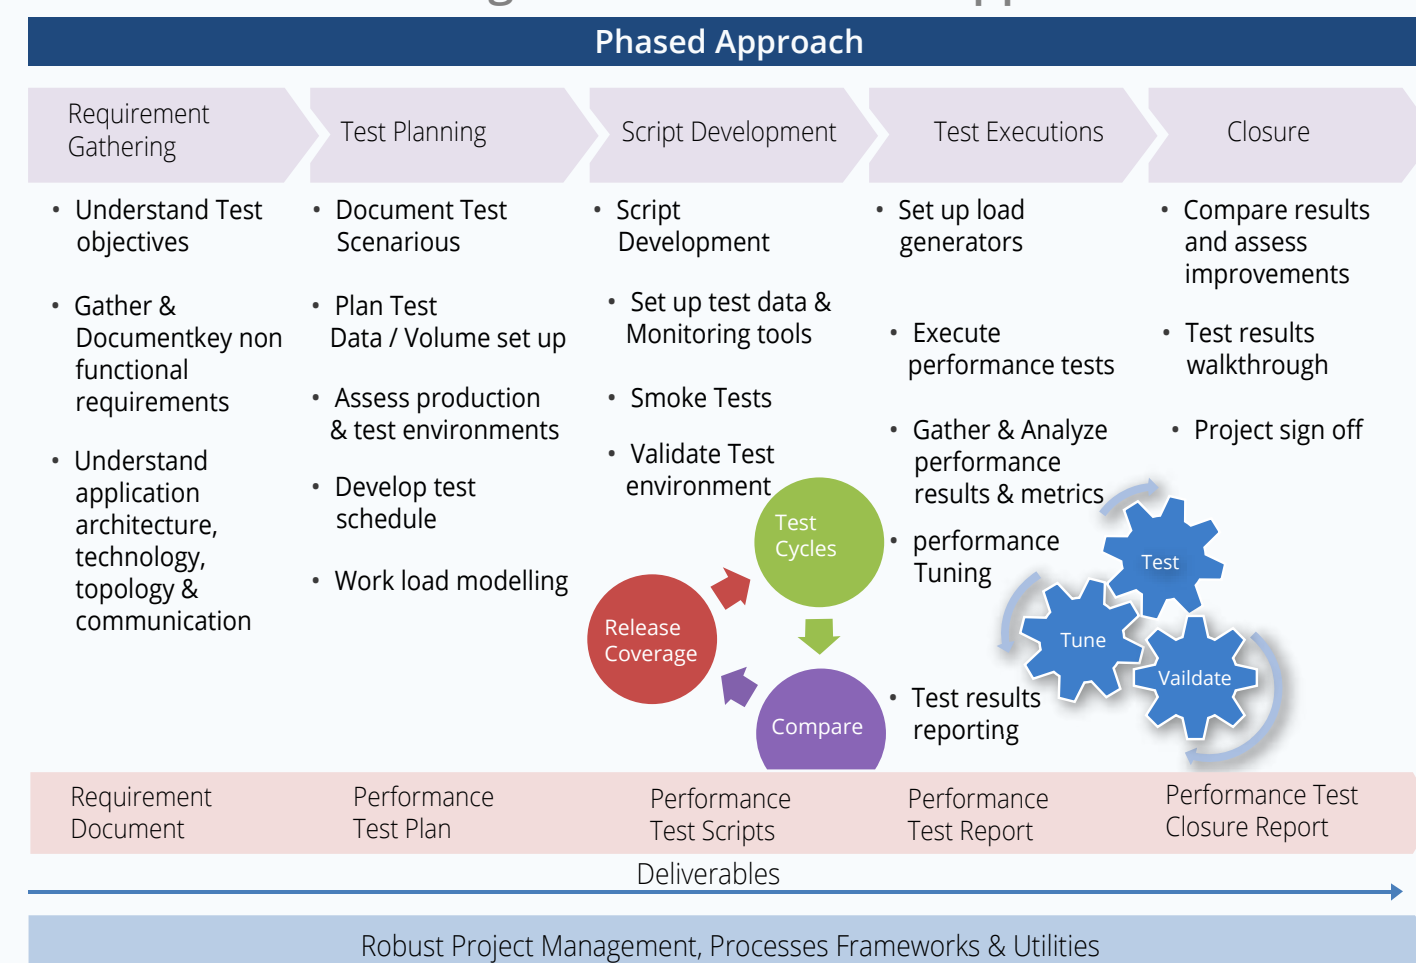 Phased Approach
Requirement
Gathering
Test Planning
Script Development
Test Executions
Closure
• Understand Test
objectives
• Gather &
Documentkey non
functional
requirements
• Understand
application
architecture,
technology,
topology &
communication
• Document Test
Scenarious
• Plan Test
Data / Volume set up
• Assess production
& test environments
• Develop test
schedule
• Work load modelling
• Script
Development
• Set up test data &
Monitoring tools
• Smoke Tests
• Validate Test
environment
Test
Cycles
Release
Coverage
Compare
• Set up load
generators
• Execute
performance tests
• Gather & Analyze
performance
results & metrics
• performance
Tuning
• Test results
reporting
• Compare results
and assess
improvements
• Test results
walkthrough
• Project sign off
Test
Tune
Vaildate
Requirement
Document
Performance
Test Plan
Performance
Test Scripts
Performance
Test Report
Performance Test
Closure Report
Deliverables
Robust Project Management, Processes Frameworks & Utilities